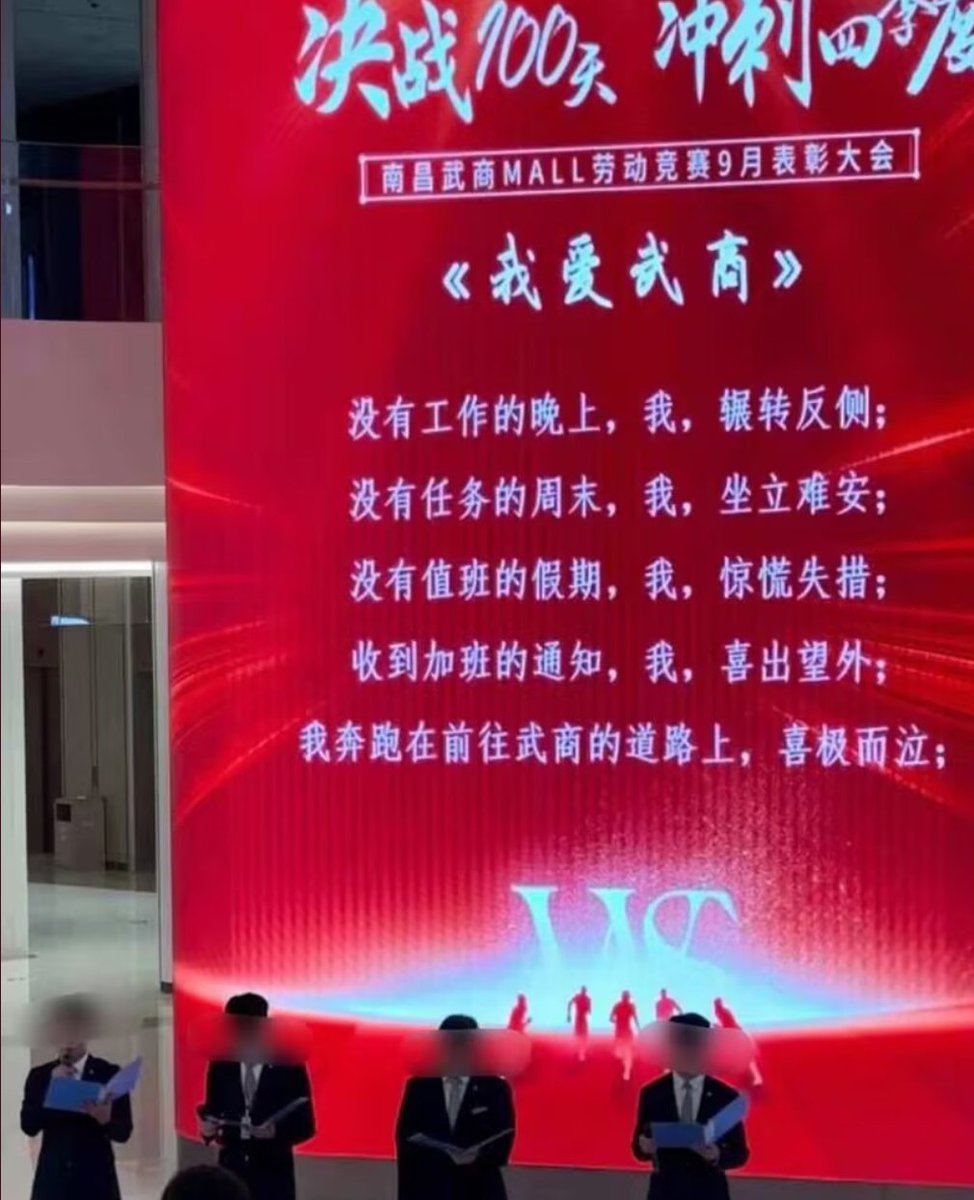 决战100天 冲刺四季度
南昌武商MALL劳动竞赛9月表彰大会
《我爱武商》
没有工作的晚上，我，辗转反侧；
没有任务的周末，我，坐立难安；
没有值班的假期，我，惊慌失措；
收到加班的通知，我，喜出望外；
我奔跑在前往武商的道路上，喜极而泣；